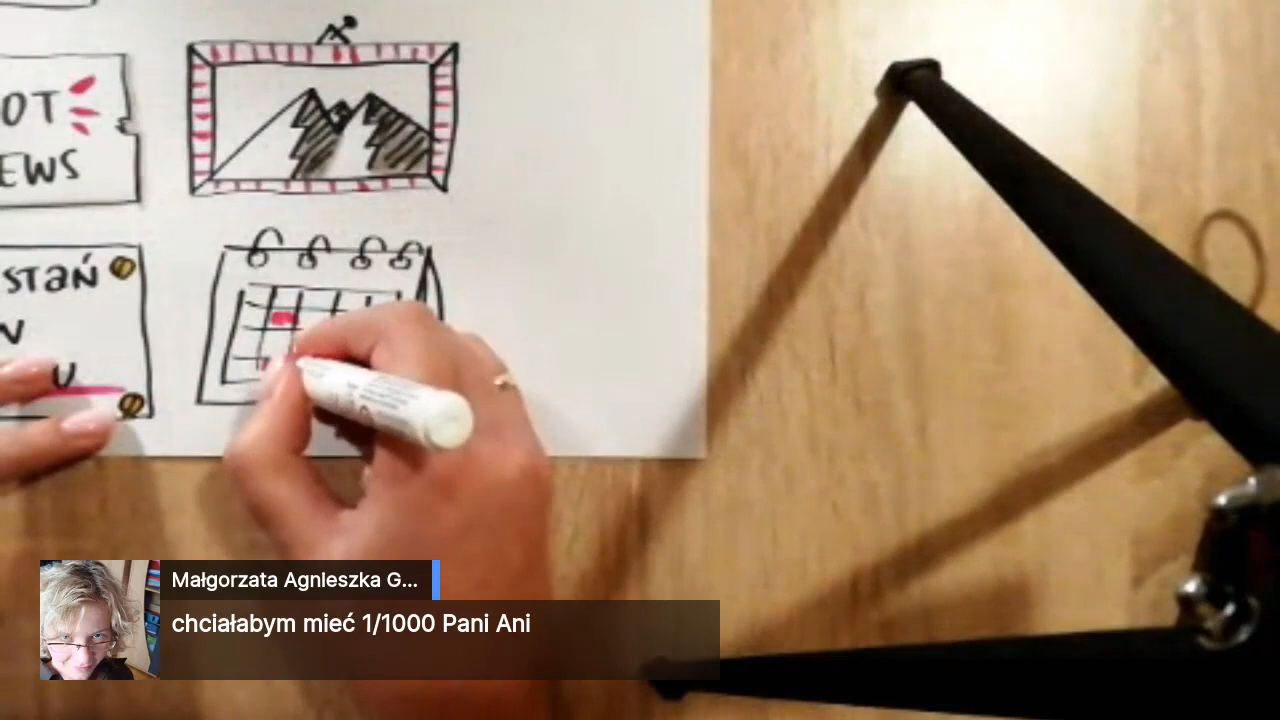 OT
EWS
STAŃ
W
U
Małgorzata Agnieszka G...
chciałabym mieć 1/1000 Pani Ani